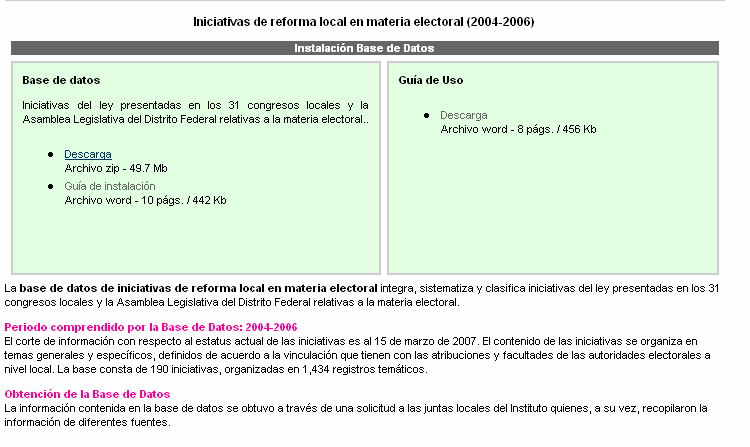 Iniciativas de reforma local en materia electoral (2004-2006)
Instalación Base de Datos
Base de datos
Iniciativas del ley presentadas en los 31 congresos locales y la
Asamblea Legislativa del Distrito Federal relativas a la materia electoral..
Descarga
Archivo zip - 49.7 Mb
Guía de instalación
Archivo word - 10 págs. / 442 Kb
Guía de Uso
Descarga
Archivo word - 8 págs. / 456 Kb
La base de datos de iniciativas de reforma local en materia electoral integra, sistematiza y clasifica iniciativas del ley presentadas en los 31
congresos locales y la Asamblea Legislativa del Distrito Federal relativas a la materia electoral.
Periodo comprendido por la Base de Datos: 2004-2006
El corte de información con respecto al estatus actual de las iniciativas es al 15 de marzo de 2007. El contenido de las iniciativas se organiza en
temas generales y específicos, definidos de acuerdo a la vinculación que tienen con las atribuciones y facultades de las autoridades electorales a
nivel local. La base consta de 190 iniciativas, organizadas en 1,434 registros temáticos.
Obtención de la Base de Datos
La información contenida en la base de datos se obtuvo a través de una solicitud a las juntas locales del Instituto quienes, a su vez, recopilaron la
información de diferentes fuentes.